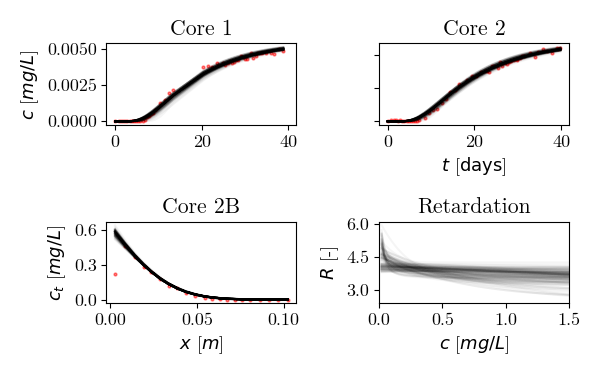 Core 1
Core 2
c [mg/L]
0.0050
0.0025
0.0000
0
20
40
0
20
40
t [days]
Core 2B
Retardation
c_t [mg/L]
0.6
0.3
0.0
0.00
0.05
0.10
x [m]
R [-]
6.0
4.5
3.0
0.0
0.5
1.0
1.5
c [mg/L]